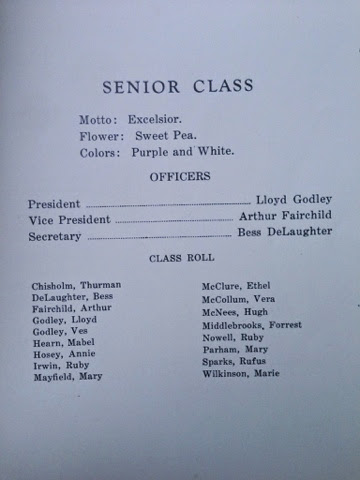 SENIOR CLASS
Motto: Excelsior.
Flower: Sweet Pea.
Colors: Purple and White.
OFFICERS
President ........ Lloyd Godley
Vice President ........ Arthur Fairchild
Secretary ........ Bess DeLaughter
CLASS ROLL
Chisholm, Thurman
DeLaughter, Bess
Fairchild, Arthur
Godley, Lloyd
Godley, Ves
Hearn, Mabel
Hosey, Annie
Irwin, Ruby
Mayfield, Mary
McClure, Ethel
McCollum, Vera
McNees, Hugh
Middlebrooks, Forrest
Nowell, Ruby
Parham, Mary
Sparks, Rufus
Wilkinson, Marie